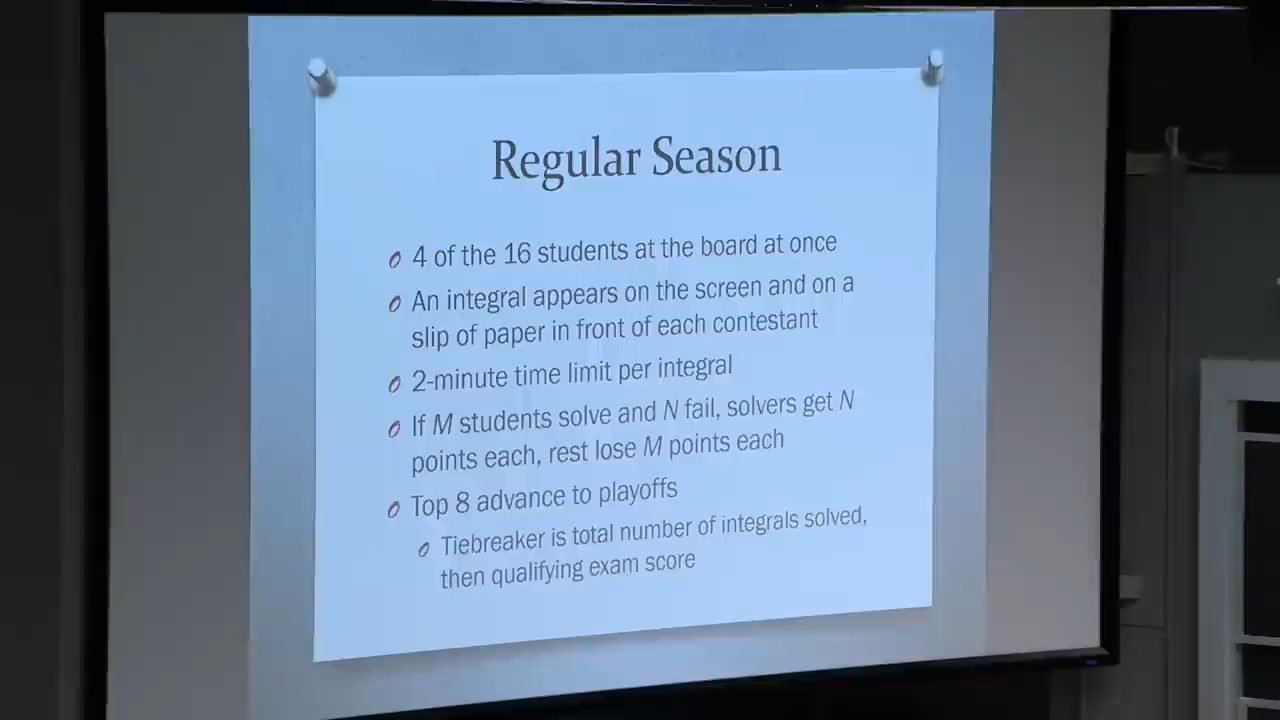 Regular Season
4 of the 16 students at the board at once
An integral appears on the screen and on a
slip of paper in front of each contestant
2-minute time limit per integral
If M students solve and N fail, solvers get N
points each, rest lose M points each
Top 8 advance to playoffs
Tiebreaker is total number of integrals solved,
then qualifying exam score